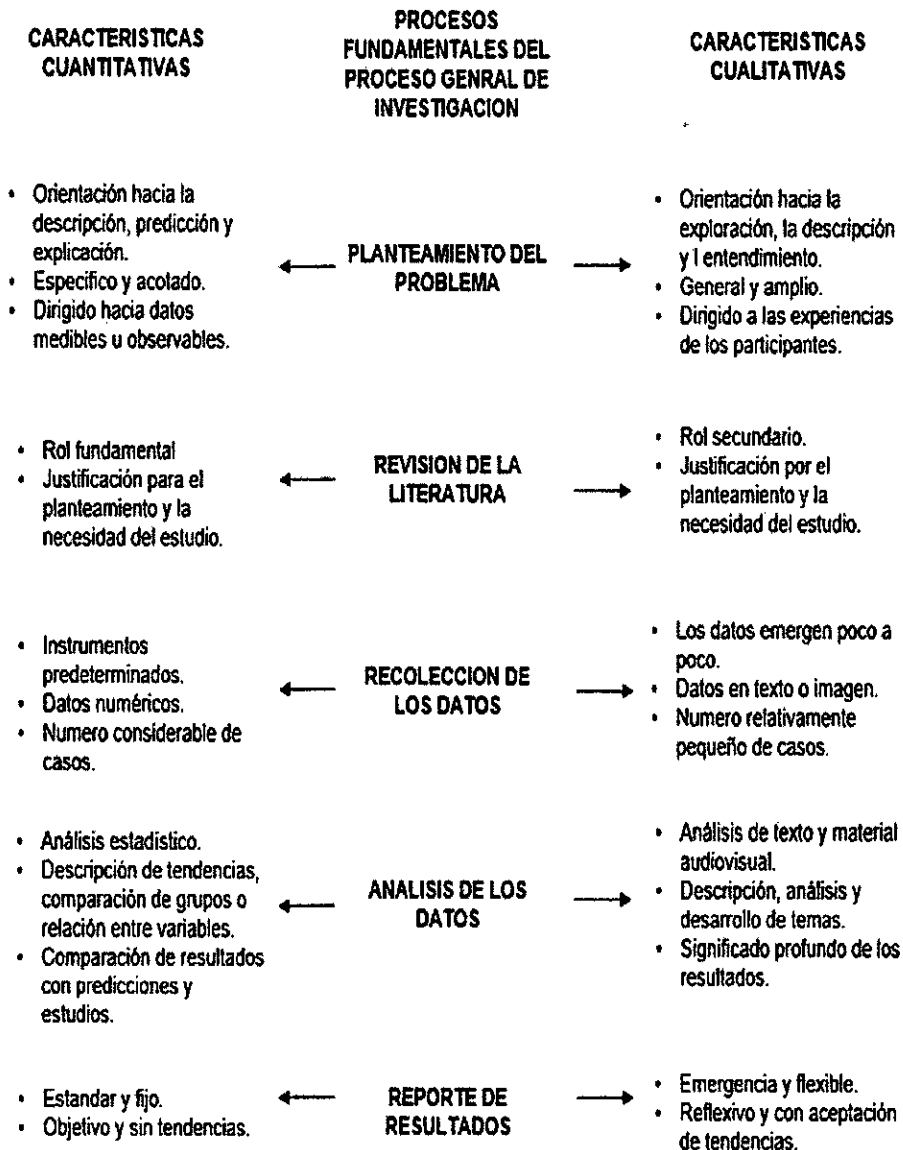 CARACTERISTICAS
CUANTITATIVAS
PROCESOS
FUNDAMENTALES DEL
PROCESO GENRAL DE
INVESTIGACION
CARACTERISTICAS
CUALITATIVAS
• Orientación hacia la
descripción, predicción y
explicación.
• Especifico y acotado.
• Dirigido hacia datos
medibles u observables.
PLANTEAMIENTO DEL
PROBLEMA
• Orientación hacia la
exploración, la descripción
y l entendimiento.
• General y amplio.
• Dirigido a las experiencias
de los participantes.
• Rol fundamental
• Justificación para el
planteamiento y la
necesidad del estudio.
REVISION DE LA
LITERATURA
• Rol secundario.
• Justificación por el
planteamiento y la
necesidad del estudio.
• Instrumentos
predeterminados.
• Datos numéricos.
• Numero considerable de
casos.
RECOLECCION DE
LOS DATOS
• Los datos emergen poco a
poco.
• Datos en texto o imagen.
• Numero relativamente
pequeño de casos.
• Análisis estadístico.
• Descripción de tendencias,
comparación de grupos o
relación entre variables.
• Comparación de resultados
con predicciones y
estudios.
ANALISIS DE LOS
DATOS
• Análisis de texto y material
audiovisual.
• Descripción, análisis y
desarrollo de temas.
• Significado profundo de los
resultados.
• Estandar y fijo.
• Objetivo y sin tendencias.
REPORTE DE
RESULTADOS
• Emergencia y flexible.
• Reflexivo y con aceptación
de tendencias.